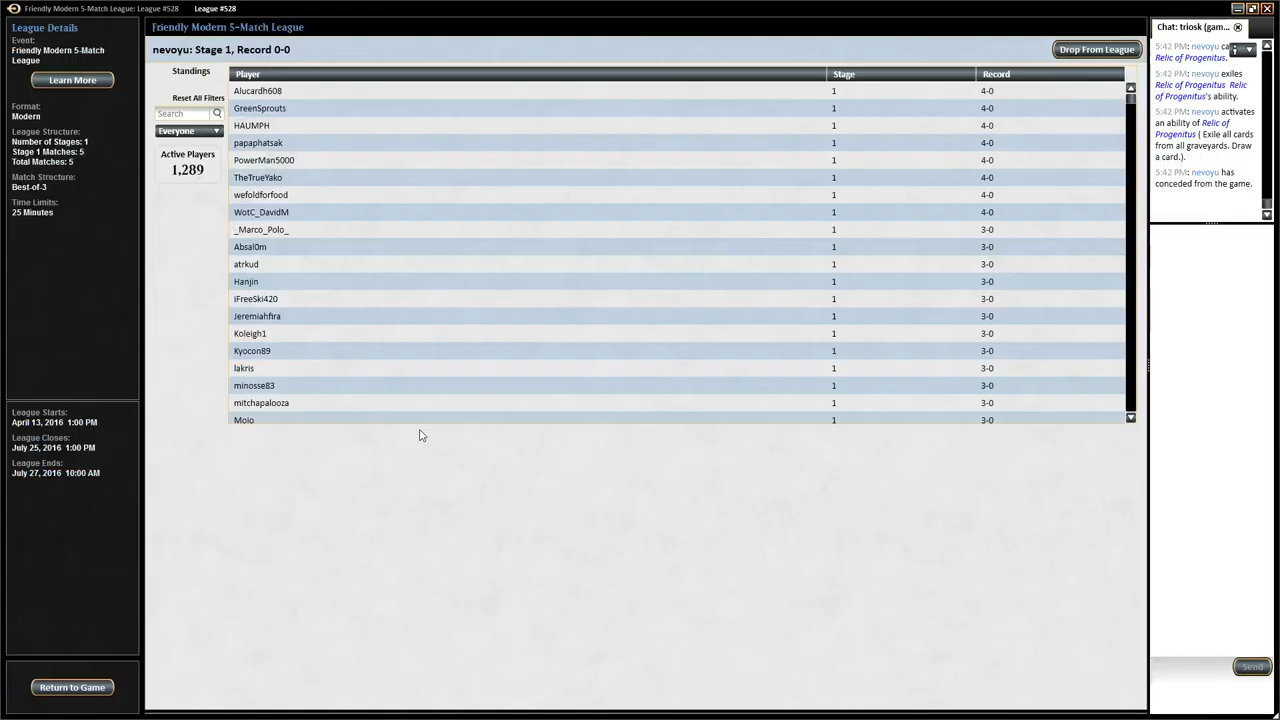 Friendly Modern 5-Match League: League #528
League #528
League Details
Event:
Friendly Modern 5-Match
League
Learn More
Format:
Modern
League Structure:
Number of Stages: 1
Stage 1 Matches: 5
Total Matches: 5
Match Structure:
Best-of-3
Time Limits:
25 Minutes
League Starts:
April 13, 2016 1:00 PM
League Closes:
July 25, 2016 1:00 PM
League Ends:
July 27, 2016 10:00 AM
Return to Game
Friendly Modern 5-Match League
nevoyu: Stage 1, Record 0-0
Drop From League
Standings
Reset All Filters
Search
Everyone
Active Players
1,289
Player Stage Record
Alucardh608 1 4-0
GreenSprouts 1 4-0
HAUMPH 1 4-0
papaphatsak 1 4-0
PowerMan5000 1 4-0
TheTrueYako 1 4-0
wefoldforfood 1 4-0
WotC_DavidM 1 4-0
_Marco_Polo_ 1 3-0
Absal0m 1 3-0
atrkud 1 3-0
Hanjin 1 3-0
iFreeSki420 1 3-0
Jeremiahfira 1 3-0
Koleigh1 1 3-0
Kyocon89 1 3-0
lakris 1 3-0
minosse83 1 3-0
mitchapalooza 1 3-0
Mojo 1 3-0
Chat: triosk (gam...
5:42 PM: nevoyu ca
Relic of Progenitus.
5:42 PM: nevoyu exiles
Relic of Progenitus Relic
of Progenitus's ability.
5:42 PM: nevoyu activates
an ability of Relic of
Progenitus ( Exile all cards
from all graveyards. Draw
a card.).
5:42 PM: nevoyu has
conceded from the game.
Send